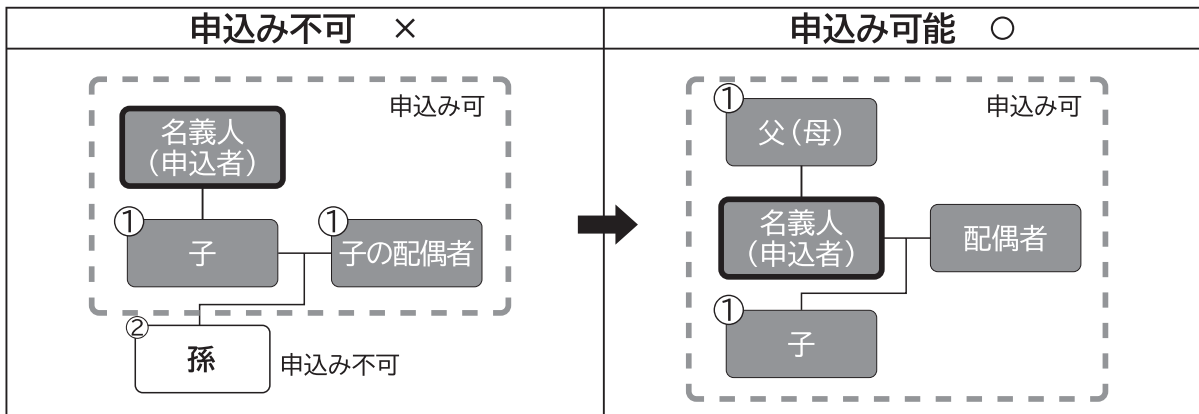 申込み不可　×
申込み可
名義人
（申込者）
①
子
①
子の配偶者
②
孫
申込み不可
申込み可能　○
申込み可
①
父（母）
名義人
（申込者）
配偶者
①
子